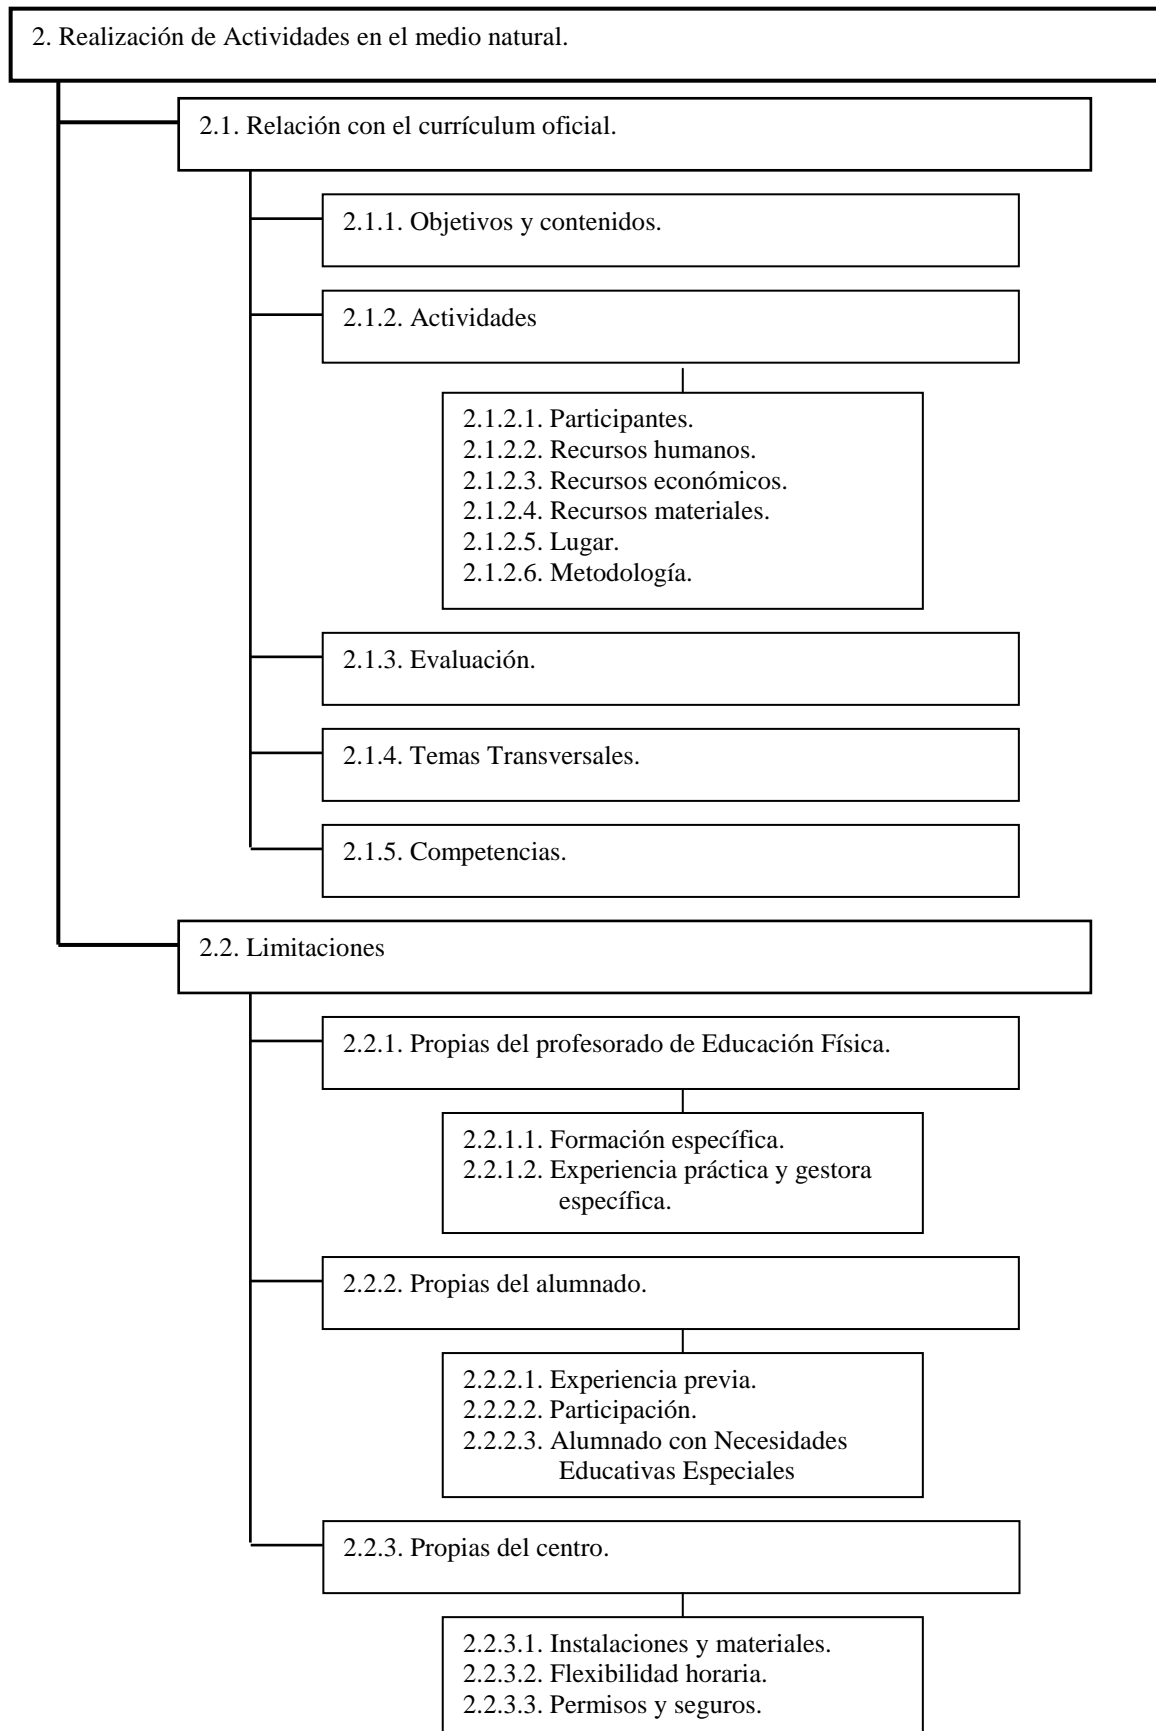 2. Realización de Actividades en el medio natural.
2.1. Relación con el currículum oficial.
2.1.1. Objetivos y contenidos.
2.1.2. Actividades
2.1.2.1. Participantes.
2.1.2.2. Recursos humanos.
2.1.2.3. Recursos económicos.
2.1.2.4. Recursos materiales.
2.1.2.5. Lugar.
2.1.2.6. Metodología.
2.1.3. Evaluación.
2.1.4. Temas Transversales.
2.1.5. Competencias.
2.2. Limitaciones
2.2.1. Propias del profesorado de Educación Física.
2.2.1.1. Formación específica.
2.2.1.2. Experiencia práctica y gestora
específica.
2.2.2. Propias del alumnado.
2.2.2.1. Experiencia previa.
2.2.2.2. Participación.
2.2.2.3. Alumnado con Necesidades
Educativas Especiales
2.2.3. Propias del centro.
2.2.3.1. Instalaciones y materiales.
2.2.3.2. Flexibilidad horaria.
2.2.3.3. Permisos y seguros.